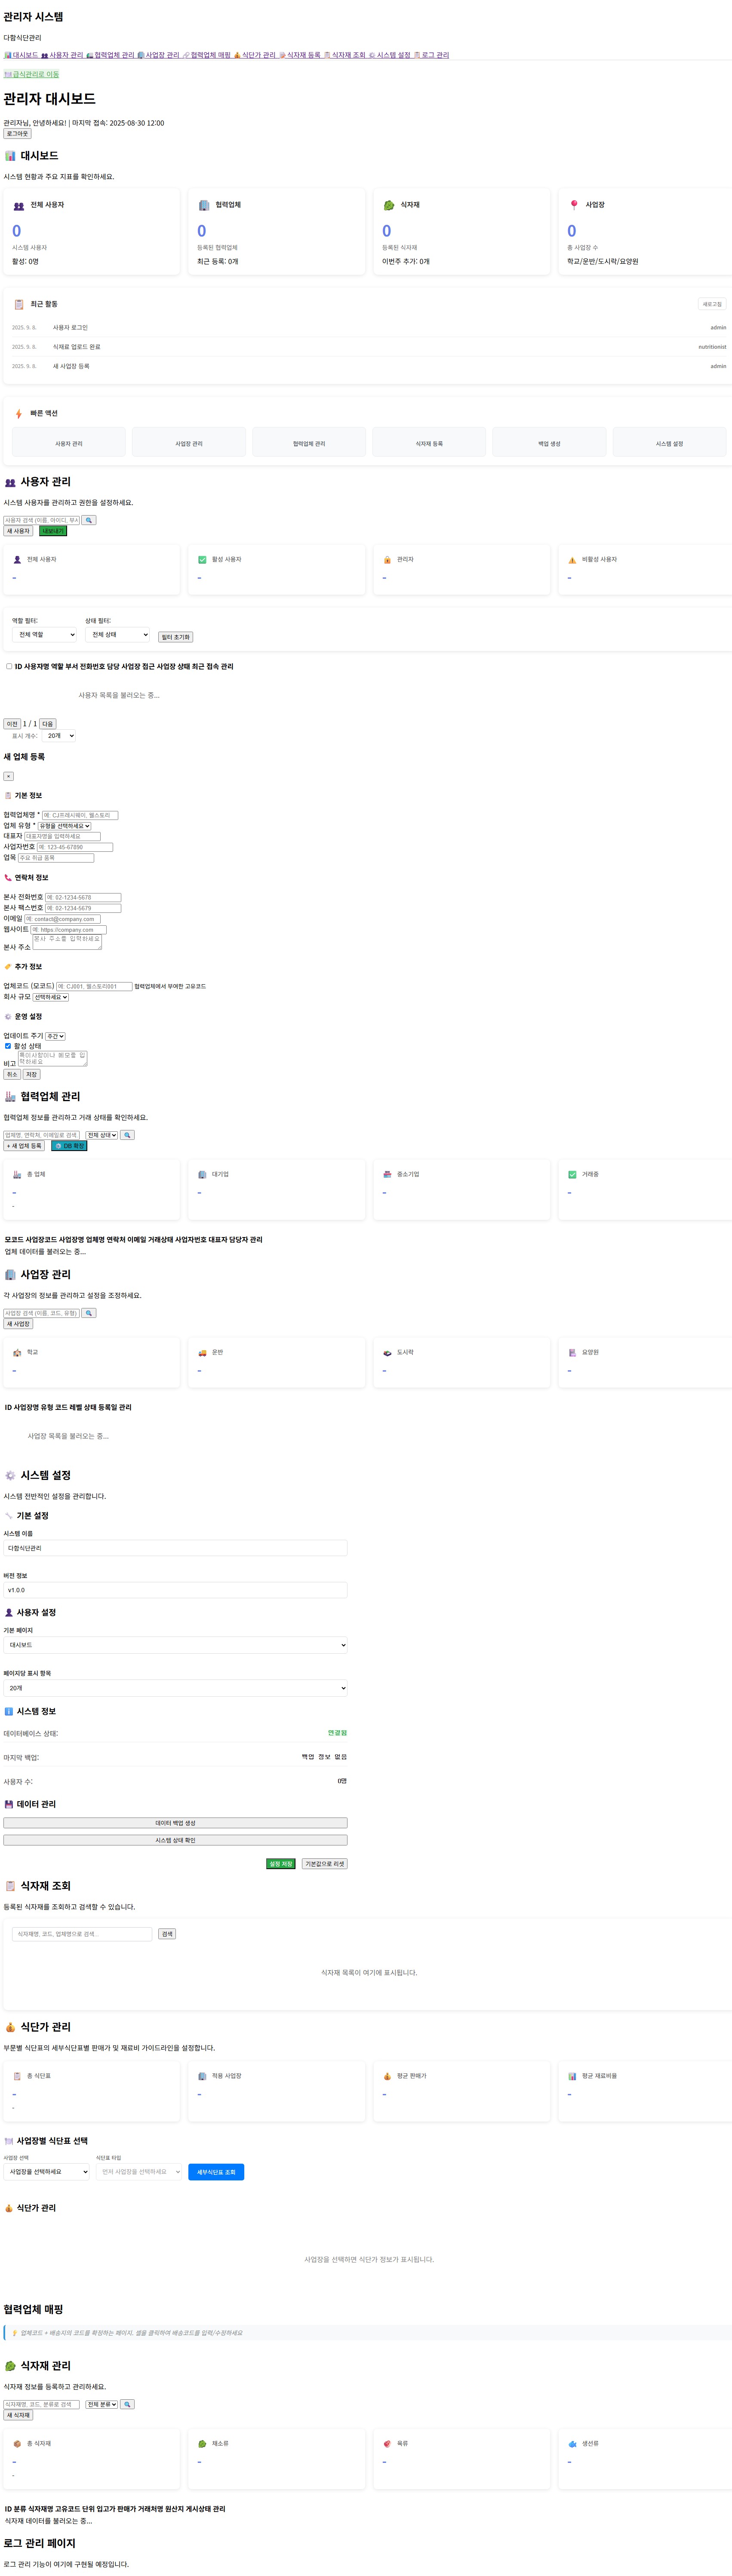 관리자 시스템
다함식단관리
📊 대시보드 👥 사용자 관리 🚛 협력업체 관리 🏢 사업장 관리 🔗 협력업체 매핑 💰 식단가 관리 🥩 식자재 등록 📋 식자재 조회 ⚙️ 시스템 설정 📋 로그 관리
🍽️ 급식관리로 이동
관리자 대시보드
관리자님, 안녕하세요! | 마지막 접속: 2025-08-30 12:00
로그아웃
📊 대시보드
시스템 현황과 주요 지표를 확인하세요.
👥 전체 사용자
0
시스템 사용자
활성: 0명
🏢 협력업체
0
등록된 협력업체
최근 등록: 0개
🥬 식자재
0
등록된 식자재
이번주 추가: 0개
📍 사업장
0
총 사업장 수
학교/운반/도시락/요양원
📋 최근 활동 새로고침
2025. 9. 8. 사용자 로그인 admin
2025. 9. 8. 식재료 업로드 완료 nutritionist
2025. 9. 8. 새 사업장 등록 admin
⚡ 빠른 액션
사용자 관리 사업장 관리 협력업체 관리 식자재 등록 백업 생성 시스템 설정
👥 사용자 관리
시스템 사용자를 관리하고 권한을 설정하세요.
사용자 검색 (이름, 아이디, 부서 🔍
새 사용자 내보내기
👤 전체 사용자
-
✅ 활성 사용자
-
🔒 관리자
-
⚠️ 비활성 사용자
-
역할 필터: 상태 필터:
전체 역할 전체 상태 필터 초기화
ID 사용자명 역할 부서 전화번호 담당 사업장 접근 사업장 상태 최근 접속 관리
사용자 목록을 불러오는 중...
이전 1 / 1 다음
표시 개수: 20개
새 업체 등록
×
📋 기본 정보
협력업체명 * 예: CJ프레시웨이, 웰스토리
업체 유형 * 유형을 선택하세요
대표자 대표자명을 입력하세요
사업자번호 예: 123-45-67890
업목 주요 취급 품목
📞 연락처 정보
본사 전화번호 예: 02-1234-5678
본사 팩스번호 예: 02-1234-5679
이메일 예: contact@company.com
웹사이트 예: https://company.com
본사 주소 본사 주소를 입력하세요
🏷️ 추가 정보
업체코드 (모코드) 예: CJ001, 웰스토리001 협력업체에서 부여한 고유코드
회사 규모 선택하세요
⚙️ 운영 설정
업데이트 주기 주간
활성 상태
비고 특이사항이나 메모를 입력하세요
취소 저장
🏭 협력업체 관리
협력업체 정보를 관리하고 거래 상태를 확인하세요.
업체명, 연락처, 이메일로 검색 전체 상태 🔍
+ 새 업체 등록 DB 확장
🏭 총 업체
-
-
🏢 대기업
-
🏪 중소기업
-
✅ 거래중
-
모코드 사업장코드 사업장명 업체명 연락처 이메일 거래상태 사업자번호 대표자 담당자 관리
업체 데이터를 불러오는 중...
🏢 사업장 관리
각 사업장의 정보를 관리하고 설정을 조정하세요.
사업장 검색 (이름, 코드, 유형) 🔍
새 사업장
🏫 학교
-
🚚 운반
-
🍱 도시락
-
🏥 요양원
-
ID 사업장명 유형 코드 레벨 상태 등록일 관리
사업장 목록을 불러오는 중...
⚙️ 시스템 설정
시스템 전반적인 설정을 관리합니다.
🔧 기본 설정
시스템 이름
다함식단관리
버전 정보
v1.0.0
👤 사용자 설정
기본 페이지
대시보드
페이지당 표시 항목
20개
ℹ️ 시스템 정보
데이터베이스 상태: 연결됨
마지막 백업: 백업 정보 없음
사용자 수: 0명
💾 데이터 관리
데이터 백업 생성
시스템 상태 확인
설정 저장 기본값으로 리셋
📋 식자재 조회
등록된 식자재를 조회하고 검색할 수 있습니다.
식자재명, 코드, 업체명으로 검색... 검색
식자재 목록이 여기에 표시됩니다.
💰 식단가 관리
부문별 식단표의 세부식단표별 판매가 및 재료비 가이드라인을 설정합니다.
📋 총 식단표
-
-
🏢 적용 사업장
-
💰 평균 판매가
-
📊 평균 재료비율
-
🍽️ 사업장별 식단표 선택
사업장 선택 식단표 타입
사업장을 선택하세요 먼저 사업장을 선택하세요 세부식단표 조회
💰 식단가 관리
사업장을 선택하면 식단가 정보가 표시됩니다.
협력업체 매핑
💡 업체코드 + 배송지의 코드를 확정하는 페이지. 셀을 클릭하여 배송코드를 입력/수정하세요
🥬 식자재 관리
식자재 정보를 등록하고 관리하세요.
식자재명, 코드, 분류로 검색 전체 분류 🔍
새 식자재
📦 총 식자재
-
-
🥬 채소류
-
🥩 육류
-
🐟 생선류
-
ID 분류 식자재명 고유코드 단위 입고가 판매가 거래처명 원산지 게시상태 관리
식자재 데이터를 불러오는 중...
로그 관리 페이지
로그 관리 기능이 여기에 구현될 예정입니다.